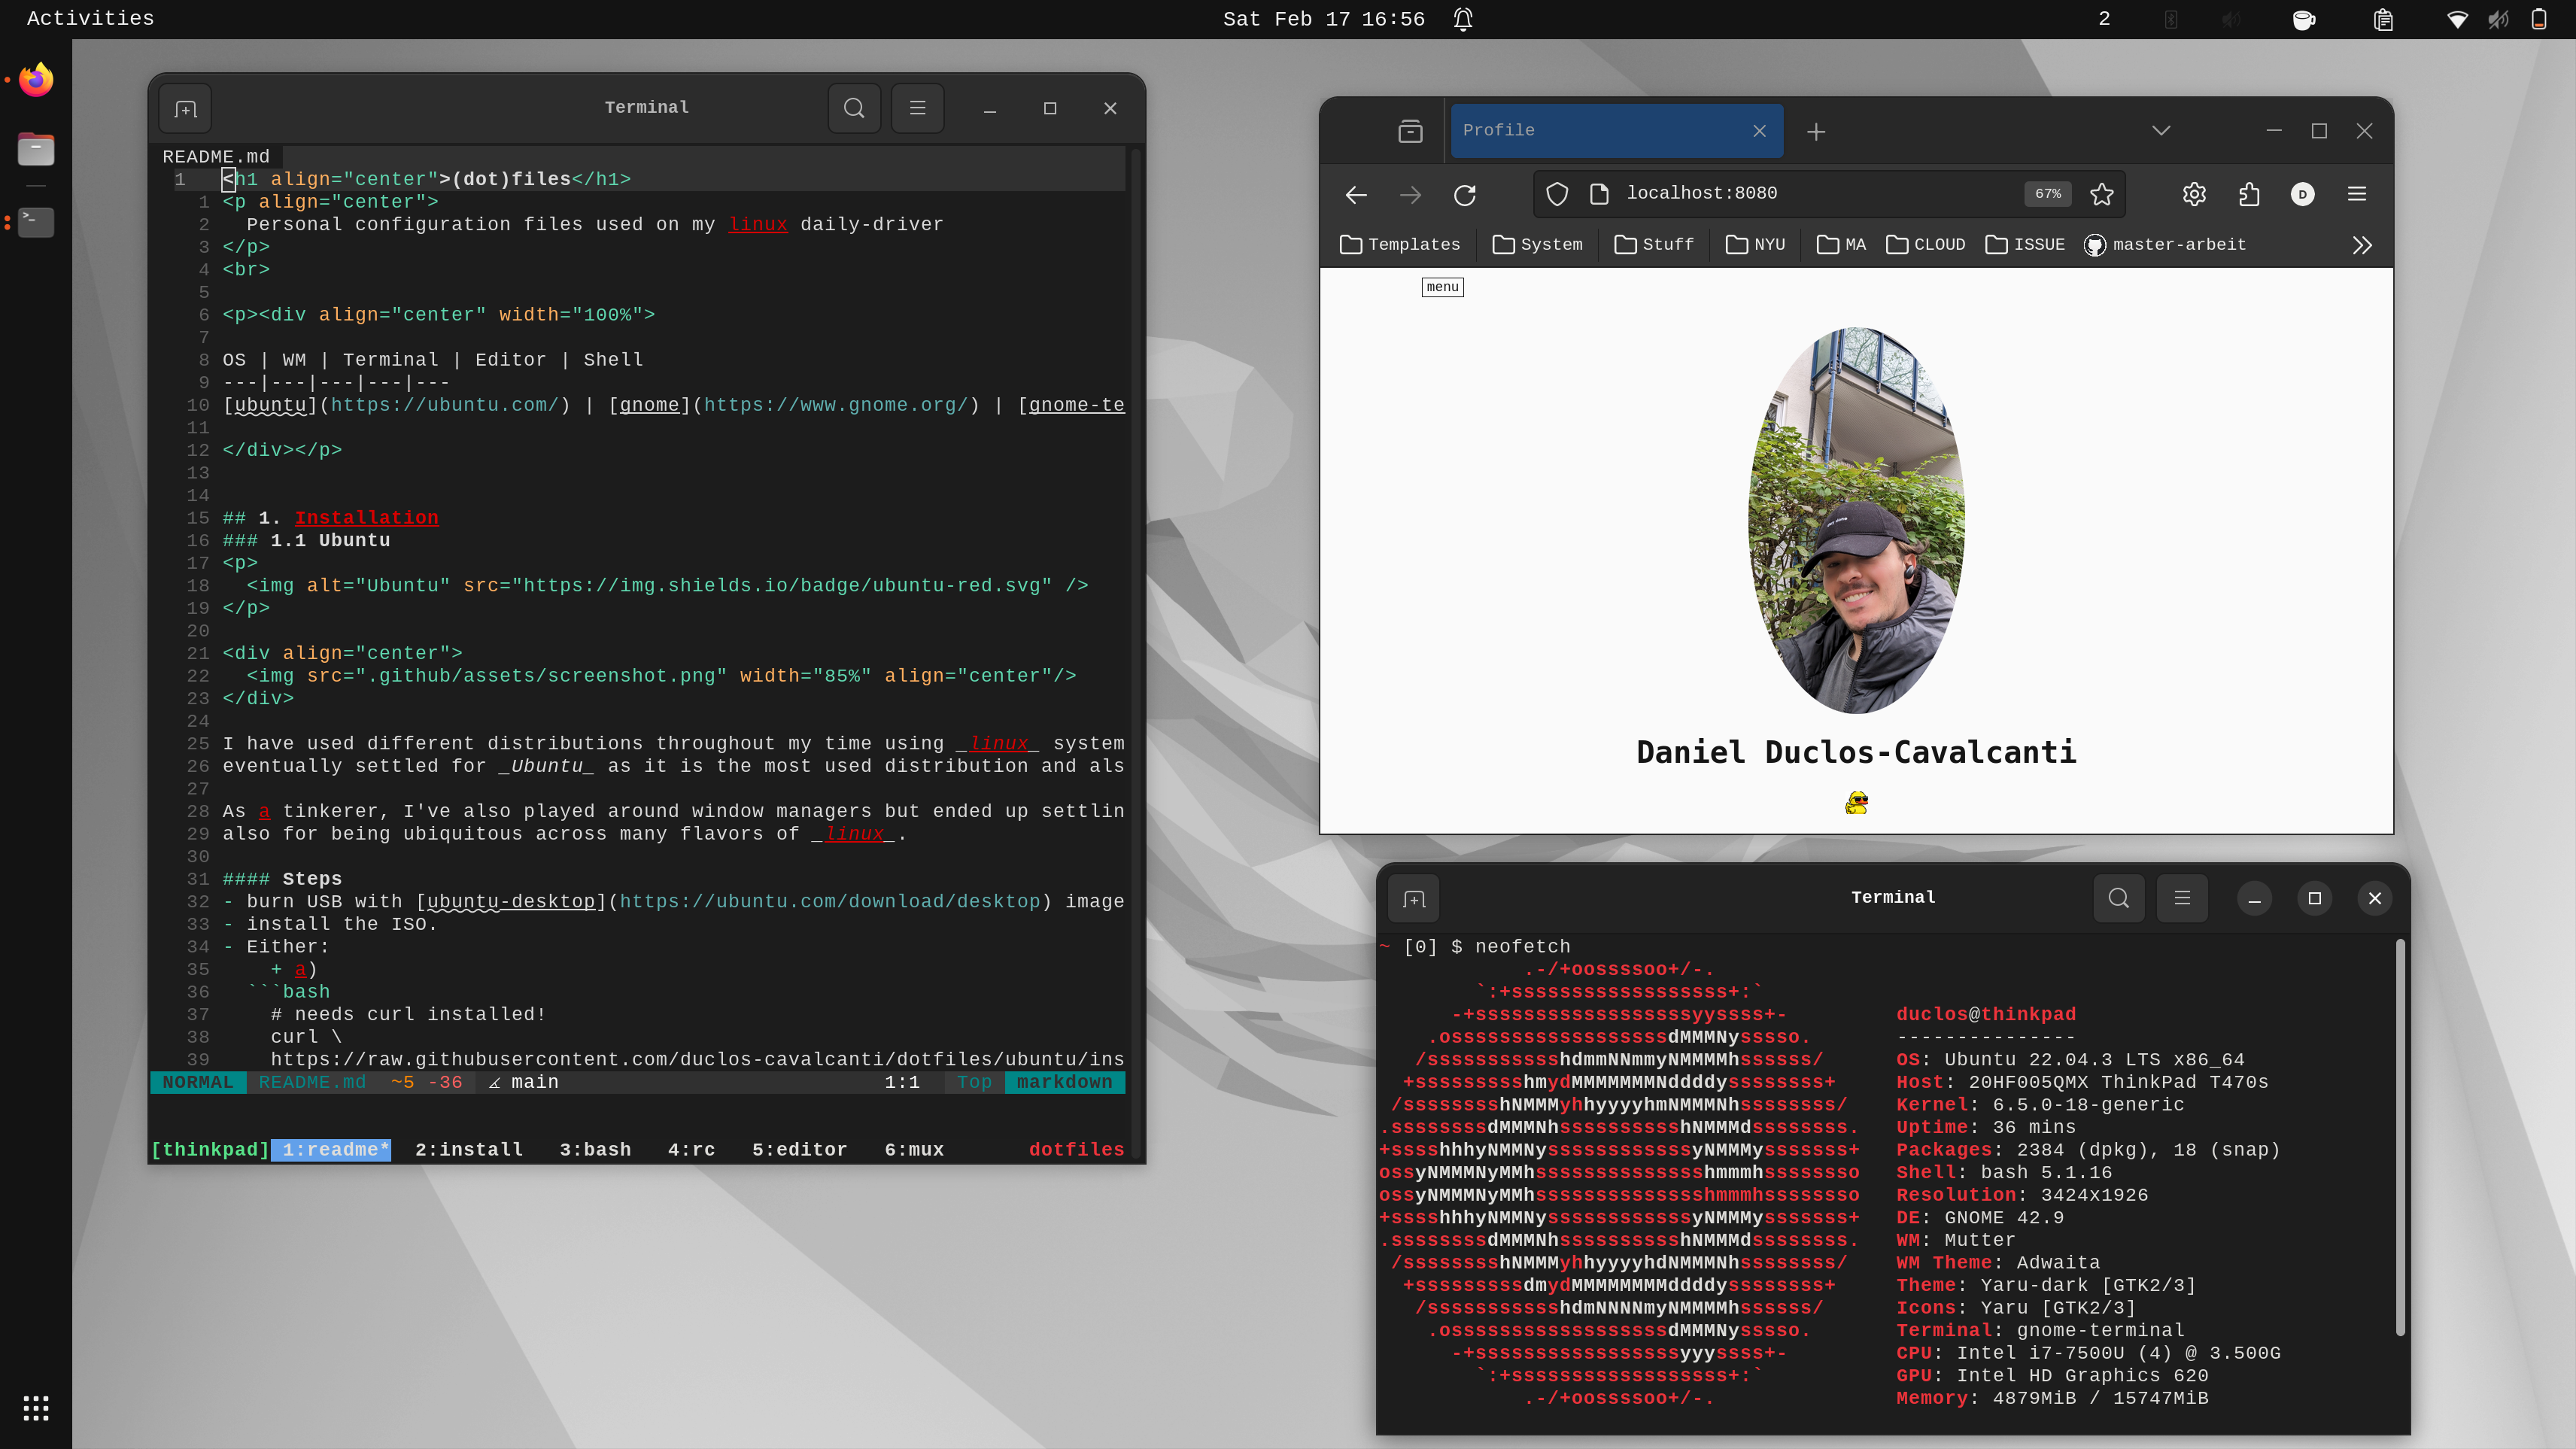 Activities
Sat Feb 17 16:56
2
Terminal
README.md
1 <h1 align="center">(dot)files</h1>
1 <p align="center">
2 Personal configuration files used on my linux daily-driver
3 </p>
4 <br>
5
6 <p><div align="center" width="100%">
7
8 OS | WM | Terminal | Editor | Shell
9 ---|---|---|---|---
10 [ubuntu](https://ubuntu.com/) | [gnome](https://www.gnome.org/) | [gnome-te
11
12 </div></p>
13
14
15 ## 1. Installation
16 ### 1.1 Ubuntu
17 <p>
18 <img alt="Ubuntu" src="https://img.shields.io/badge/ubuntu-red.svg" />
19 </p>
20
21 <div align="center">
22 <img src=".github/assets/screenshot.png" width="85%" align="center"/>
23 </div>
24
25 I have used different distributions throughout my time using _linux_ system
26 eventually settled for _Ubuntu_ as it is the most used distribution and als
27
28 As a tinkerer, I've also played around window managers but ended up settlin
29 also for being ubiquitous across many flavors of _linux_.
30
31 #### Steps
32 - burn USB with [ubuntu-desktop](https://ubuntu.com/download/desktop) image
33 - install the ISO.
34 - Either:
35 + a)
36 ```bash
37 # needs curl installed!
38 curl \
39 https://raw.githubusercontent.com/duclos-cavalcanti/dotfiles/ubuntu/ins
NORMAL README.md ~5 -36 main 1:1 Top markdown
[thinkpad] 1:readme* 2:install 3:bash 4:rc 5:editor 6:mux dotfiles
Profile
localhost:8080 67% D
Templates System Stuff NYU MA CLOUD ISSUE master-arbeit
menu
Daniel Duclos-Cavalcanti
Terminal
~ [0] $ neofetch
.-/+oossssoo+/-.
`:+ssssssssssssssssss+:`
-+ssssssssssssssssssyyssss+-
.ossssssssssssssssssdMMMNysssso.
/ssssssssssshdmmNNmmyNMMMMhssssss/
+ssssssssshmydMMMMMMMNddddyssssssss+
/sssssssshNMMMyhhyyyyhmNMMMNhssssssss/
.ssssssssdMMMNhsssssssssshNMMMdssssssss.
+sssshhhyNMMNyssssssssssssyNMMMysssssss+
ossyNMMMNyMMhsssssssssssssshmmmhssssssso
ossyNMMMNyMMhsssssssssssssshmmmhssssssso
+sssshhhyNMMNyssssssssssssyNMMMysssssss+
.ssssssssdMMMNhsssssssssshNMMMdssssssss.
/sssssssshNMMMyhhyyyyhdNMMMNhssssssss/
+sssssssssdmydMMMMMMMMddddyssssssss+
/ssssssssssshdmNNNNmyNMMMMhssssss/
.ossssssssssssssssssdMMMNysssso.
-+sssssssssssssssssyyyssss+-
`:+ssssssssssssssssss+:`
.-/+oossssoo+/-.
duclos@thinkpad
---------------
OS: Ubuntu 22.04.3 LTS x86_64
Host: 20HF005QMX ThinkPad T470s
Kernel: 6.5.0-18-generic
Uptime: 36 mins
Packages: 2384 (dpkg), 18 (snap)
Shell: bash 5.1.16
Resolution: 3424x1926
DE: GNOME 42.9
WM: Mutter
WM Theme: Adwaita
Theme: Yaru-dark [GTK2/3]
Icons: Yaru [GTK2/3]
Terminal: gnome-terminal
CPU: Intel i7-7500U (4) @ 3.500G
GPU: Intel HD Graphics 620
Memory: 4879MiB / 15747MiB